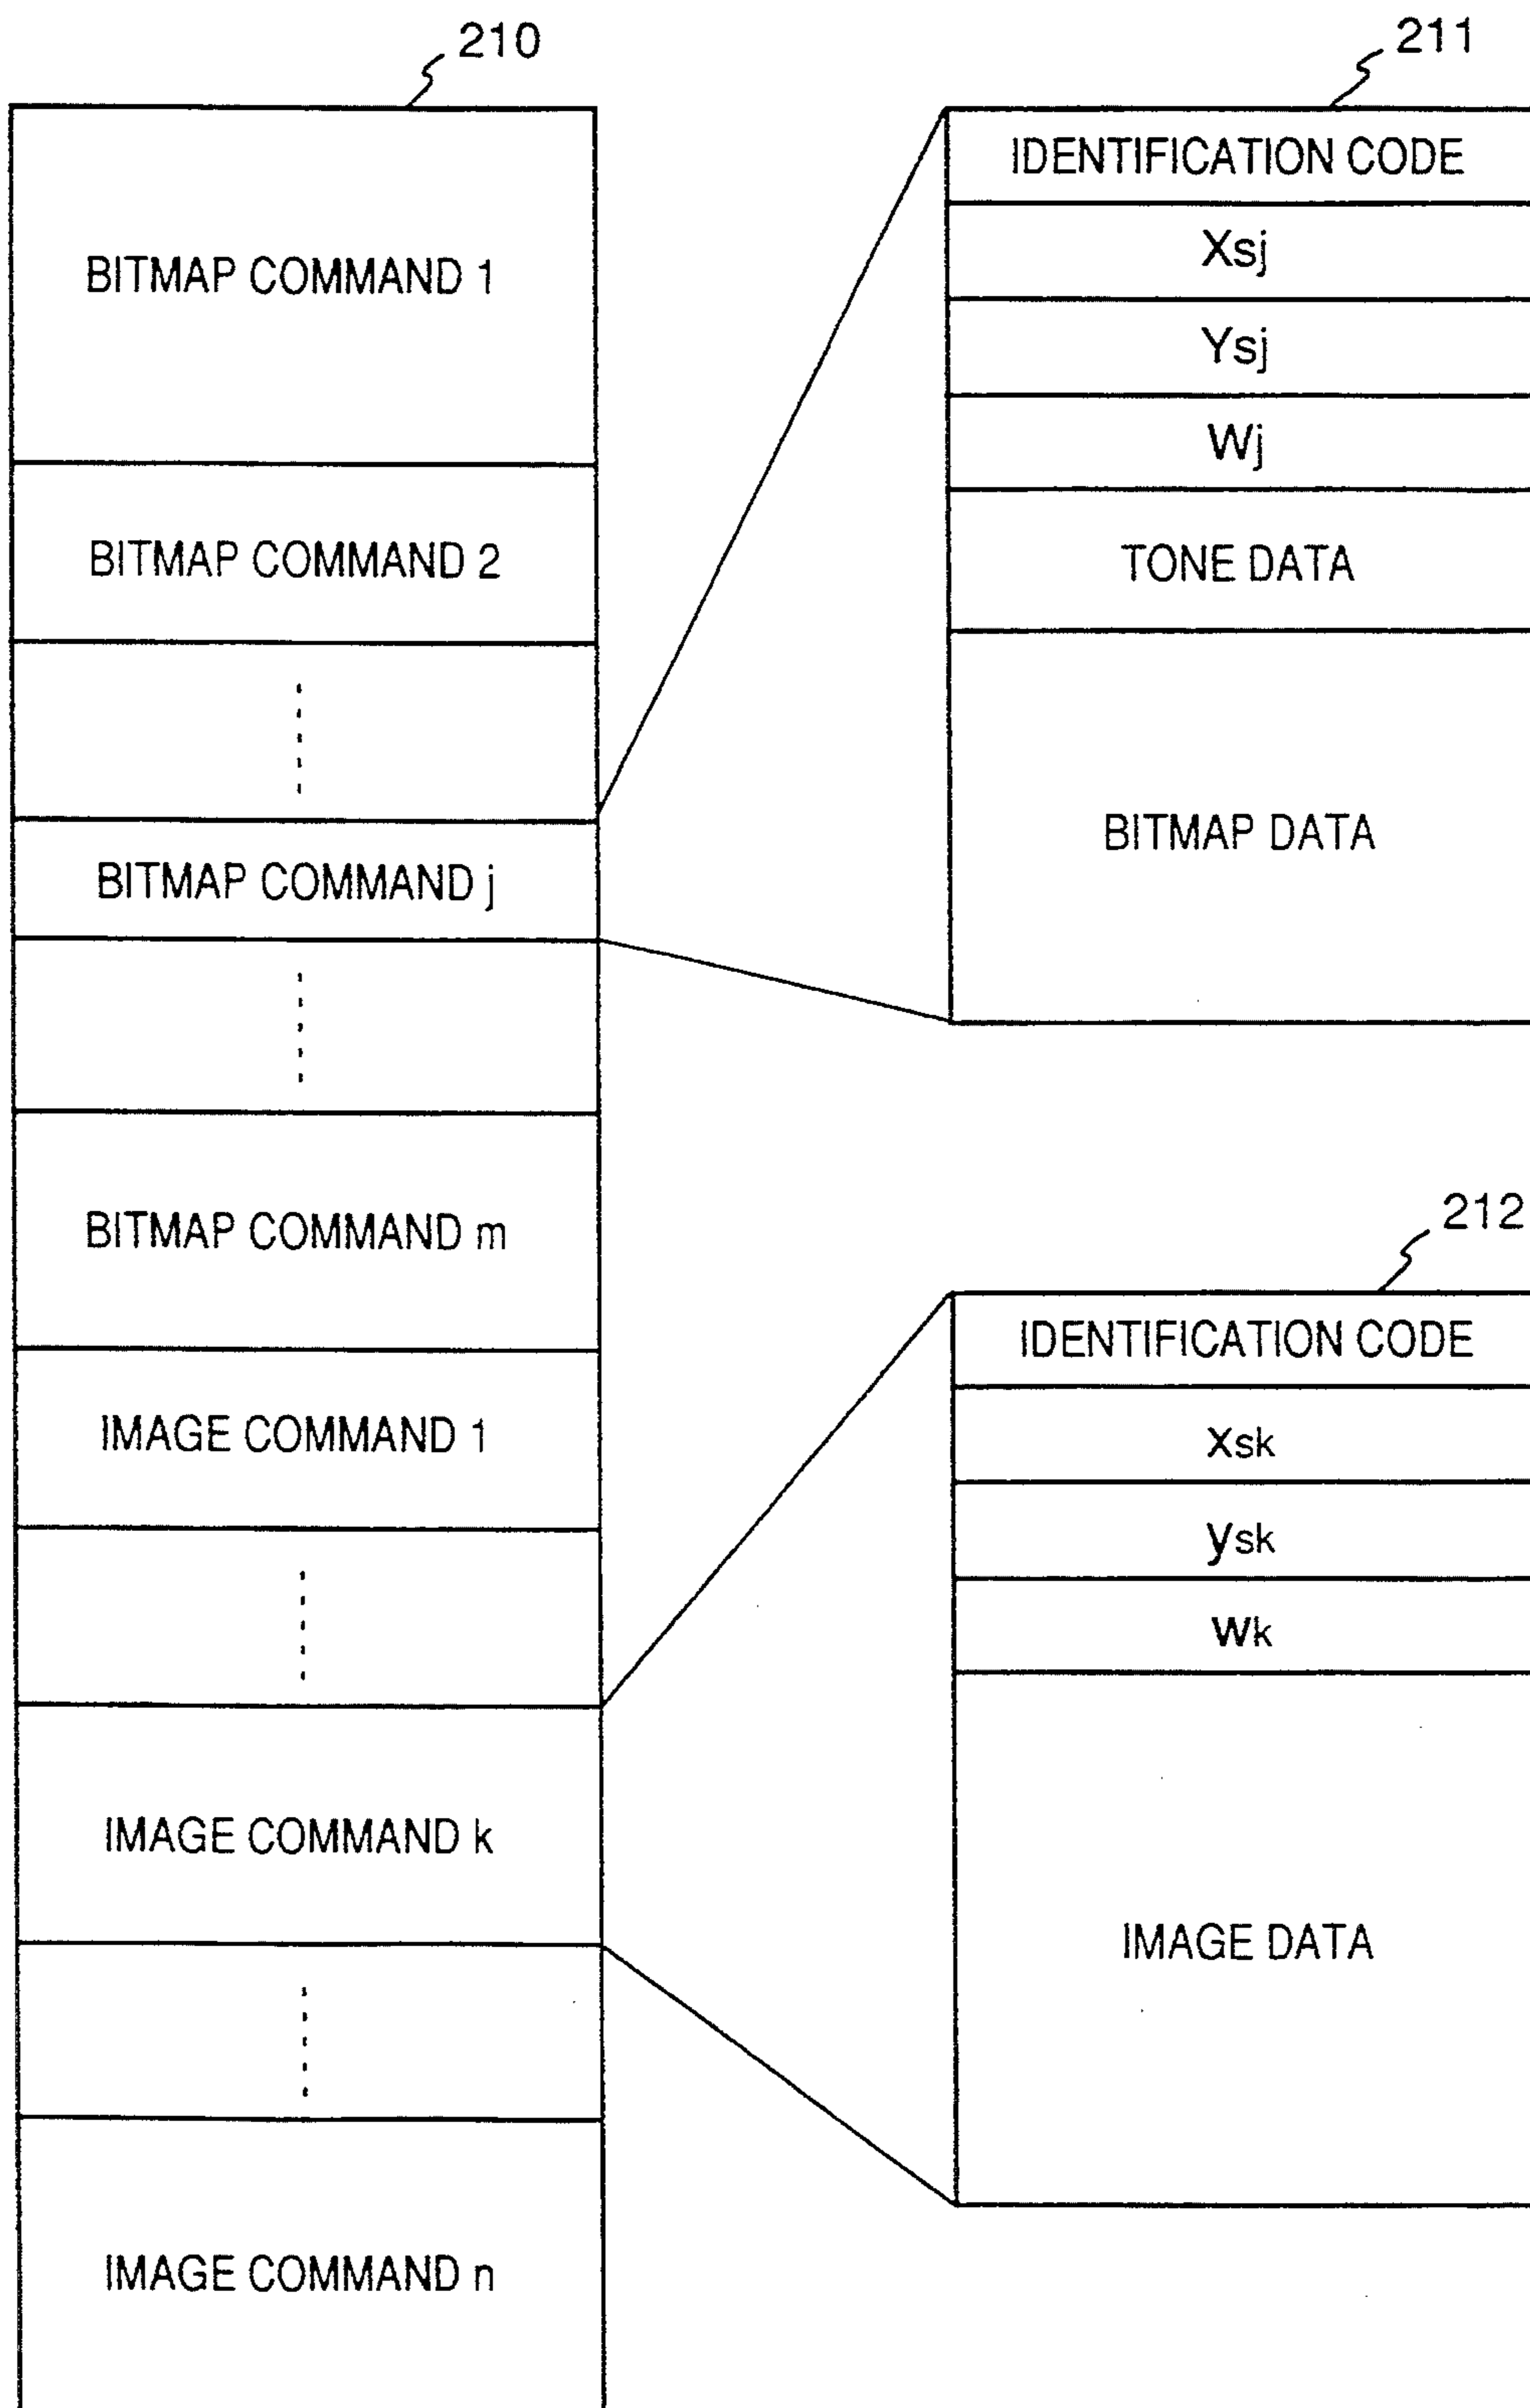 210
BITMAP COMMAND 1
BITMAP COMMAND 2
BITMAP COMMAND j
BITMAP COMMAND m
IMAGE COMMAND 1
IMAGE COMMAND k
IMAGE COMMAND n
211
IDENTIFICATION CODE
Xsj
Ysj
Wj
TONE DATA
BITMAP DATA
212
IDENTIFICATION CODE
xsk
ysk
wk
IMAGE DATA